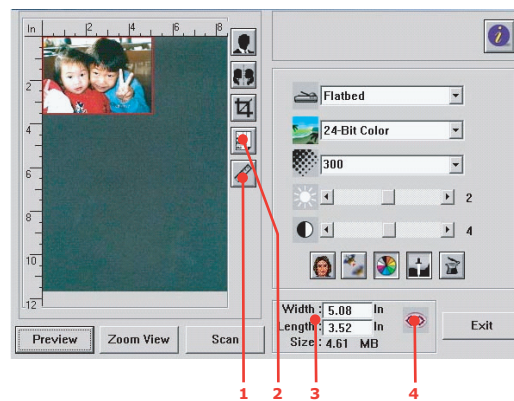 In 2 4 6 8
2
4
6
8
10
12
i
Flatbed
24-Bit Color
300
2
4
Width : 5.08 In
Length : 3.52 In
Size : 4.61 MB
Preview Zoom View Scan Exit
1 2 3 4